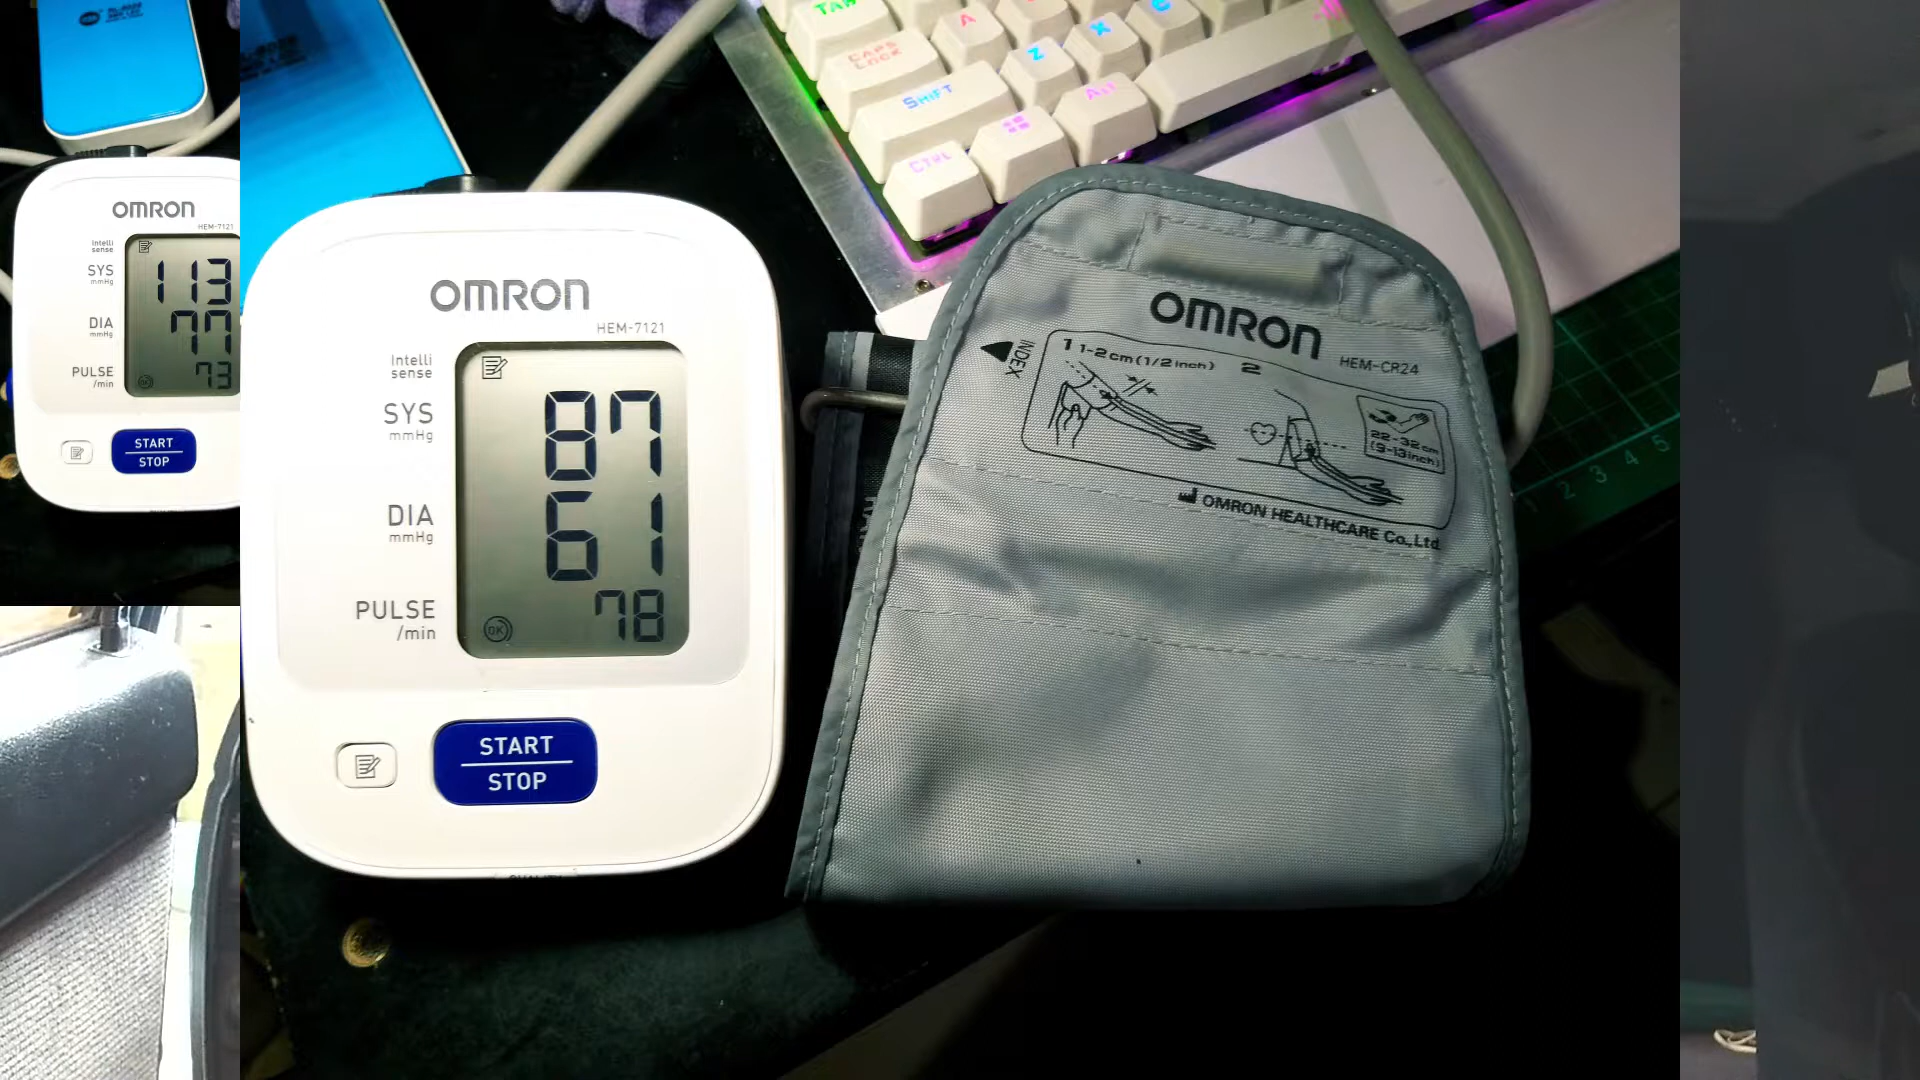 OMRON
HEM-7121
Intelli
sense
SYS
mmHg
113
DIA
mmHg
77
PULSE
/min
73
OK
START
STOP
OMRON
HEM-7121
Intelli
sense
SYS
mmHg
87
DIA
mmHg
61
PULSE
/min
78
OK
START
STOP
TAB
A
CAPS
LOCK
Z
X
C
SHIFT
Alt
CTRL
OMRON
HEM-CR24
INDEX
1 1-2cm (1/2inch) 2
22-32cm
(9-13inch)
OMRON HEALTHCARE Co., Ltd.
1 2 3 4 5